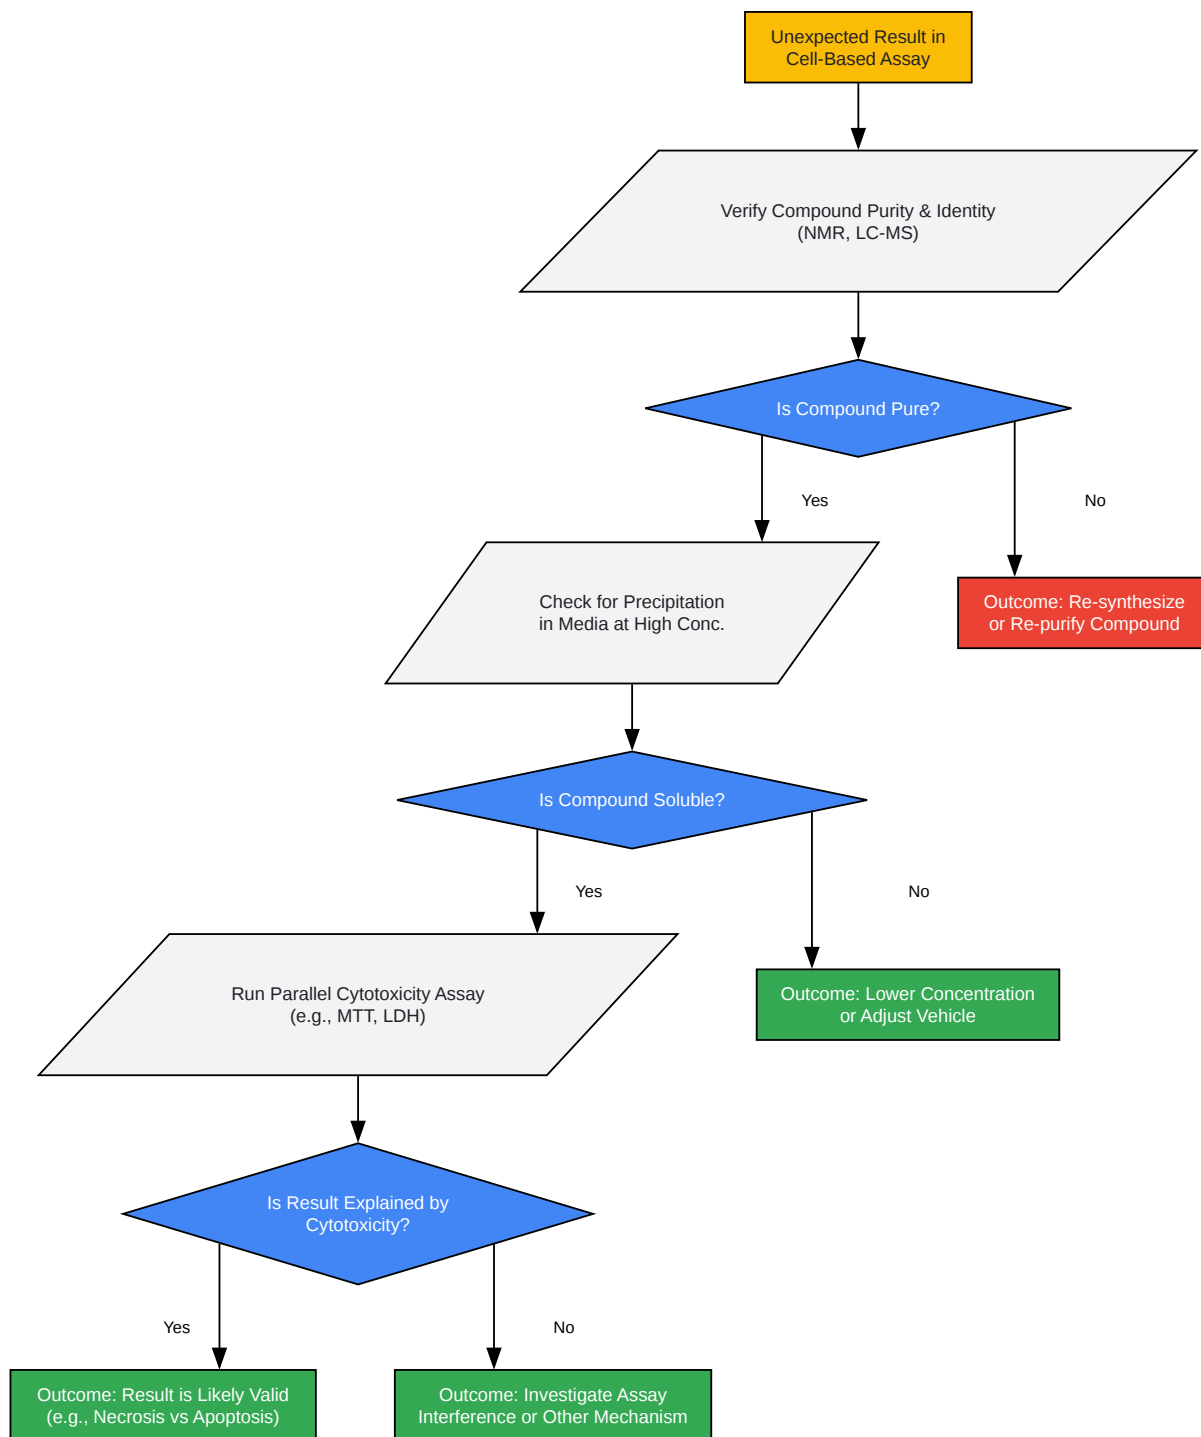 Unexpected Result in
Cell-Based Assay
Verify Compound Purity & Identity
(NMR, LC-MS)
Is Compound Pure?
Yes
No
Check for Precipitation
in Media at High Conc.
Outcome: Re-synthesize
or Re-purify Compound
Is Compound Soluble?
Yes
No
Run Parallel Cytotoxicity Assay
(e.g., MTT, LDH)
Outcome: Lower Concentration
or Adjust Vehicle
Is Result Explained by
Cytotoxicity?
Yes
No
Outcome: Result is Likely Valid
(e.g., Necrosis vs Apoptosis)
Outcome: Investigate Assay
Interference or Other Mechanism